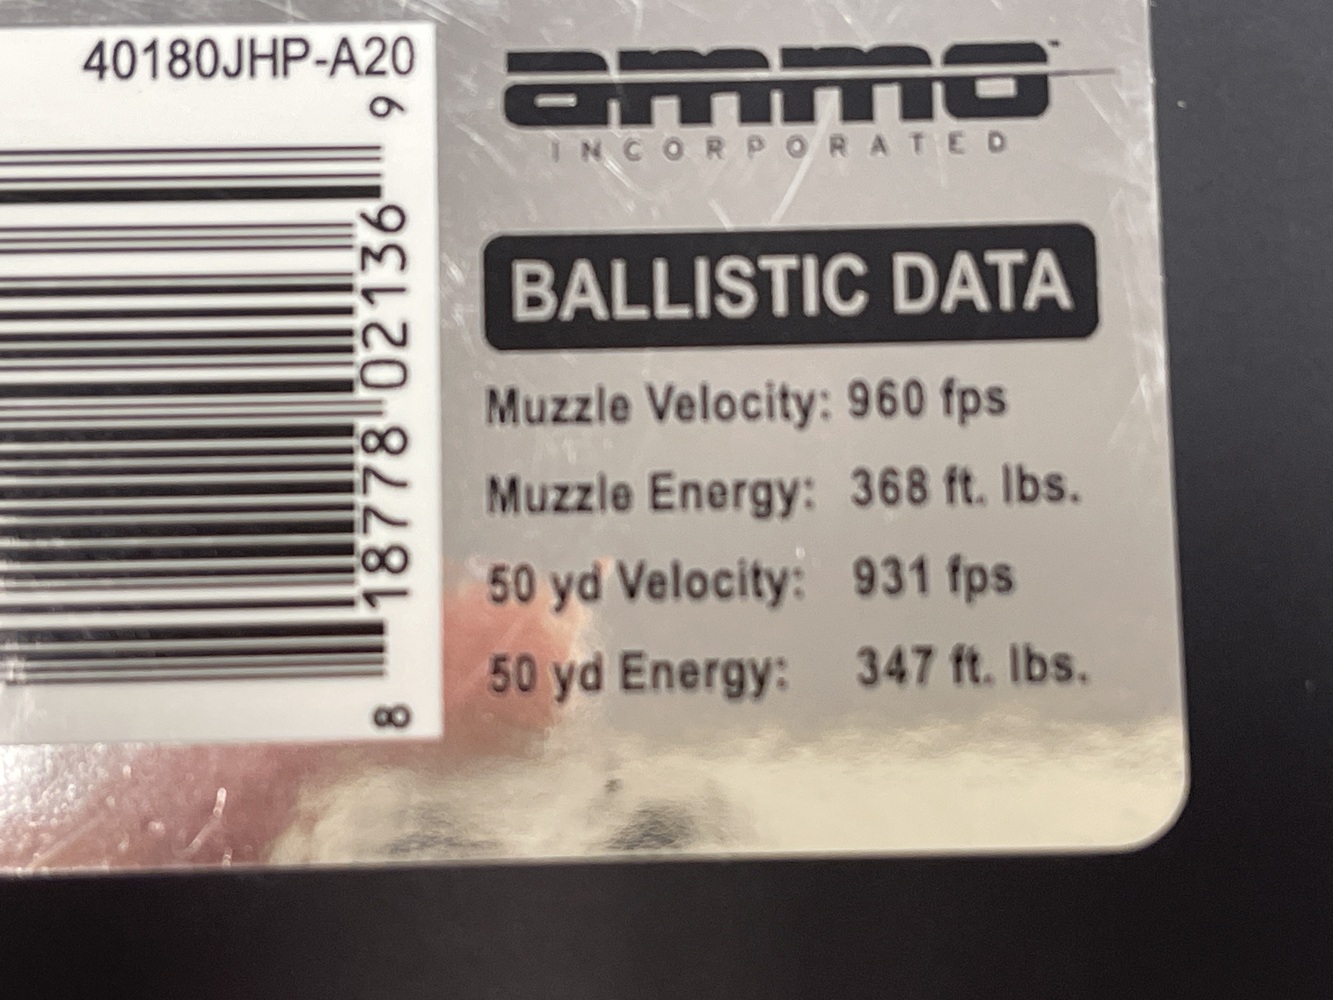 40180JHP-A20
8 18778 02136 9
ammo
INCORPORATED
BALLISTIC DATA
Muzzle Velocity: 960 fps
Muzzle Energy: 368 ft. lbs.
50 yd Velocity: 931 fps
50 yd Energy: 347 ft. lbs.